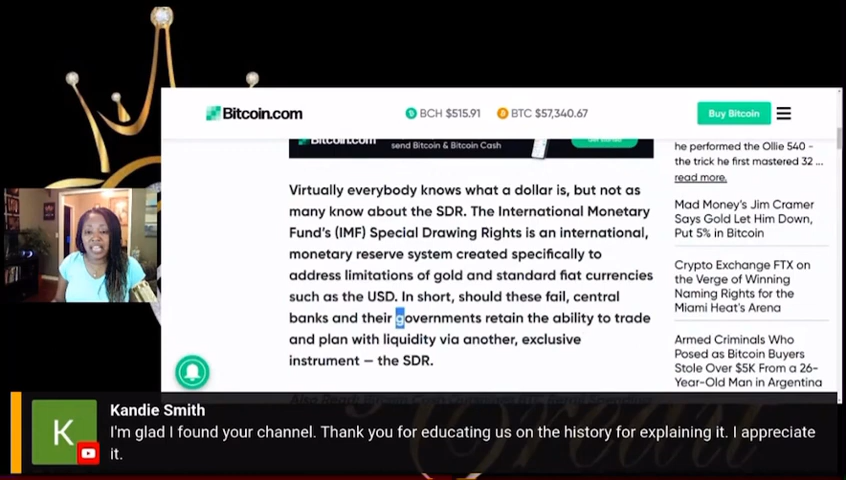 Bitcoin.com
BCH $515.91
BTC $57,340.67
Buy Bitcoin
Bitcoin.com
send Bitcoin & Bitcoin Cash
Virtually everybody knows what a dollar is, but not as
many know about the SDR. The International Monetary
Fund's (IMF) Special Drawing Rights is an international,
monetary reserve system created specifically to
address limitations of gold and standard fiat currencies
such as the USD. In short, should these fail, central
banks and their governments retain the ability to trade
and plan with liquidity via another, exclusive
instrument – the SDR.
he performed the Ollie 540 -
the trick he first mastered 32 ...
read more.
Mad Money's Jim Cramer
Says Gold Let Him Down,
Put 5% in Bitcoin
Crypto Exchange FTX on
the Verge of Winning
Naming Rights for the
Miami Heat's Arena
Armed Criminals Who
Posed as Bitcoin Buyers
Stole Over $5K From a 26-
Year-Old Man in Argentina
K
Kandie Smith
I'm glad I found your channel. Thank you for educating us on the history for explaining it. I appreciate
it.